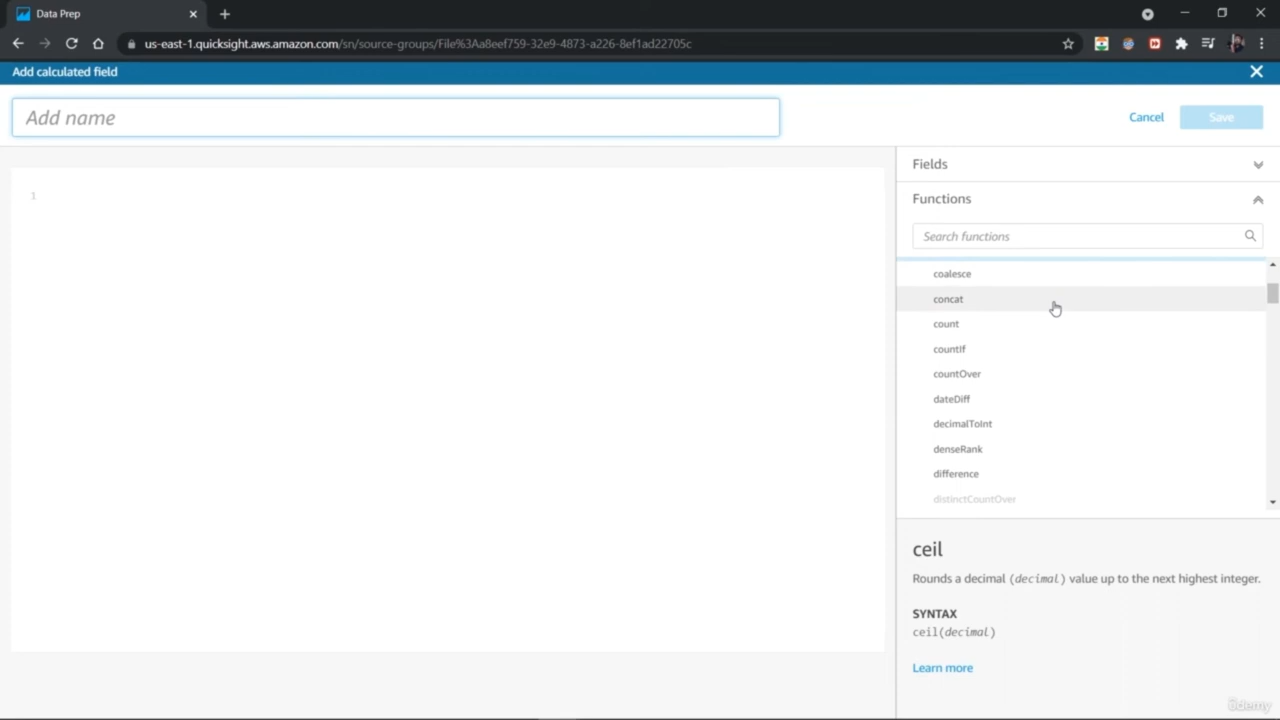 Data Prep
us-east-1.quicksight.aws.amazon.com/sn/source-groups/File%3Aa8eef759-32e9-4873-a226-8ef1ad22705c
Add calculated field
Add name
Cancel
Save
1
Fields
Functions
Search functions
coalesce
concat
count
countIf
countOver
dateDiff
decimalToInt
denseRank
difference
distinctCountOver
ceil
Rounds a decimal (decimal) value up to the next highest integer.
SYNTAX
ceil(decimal)
Learn more
ûdemy